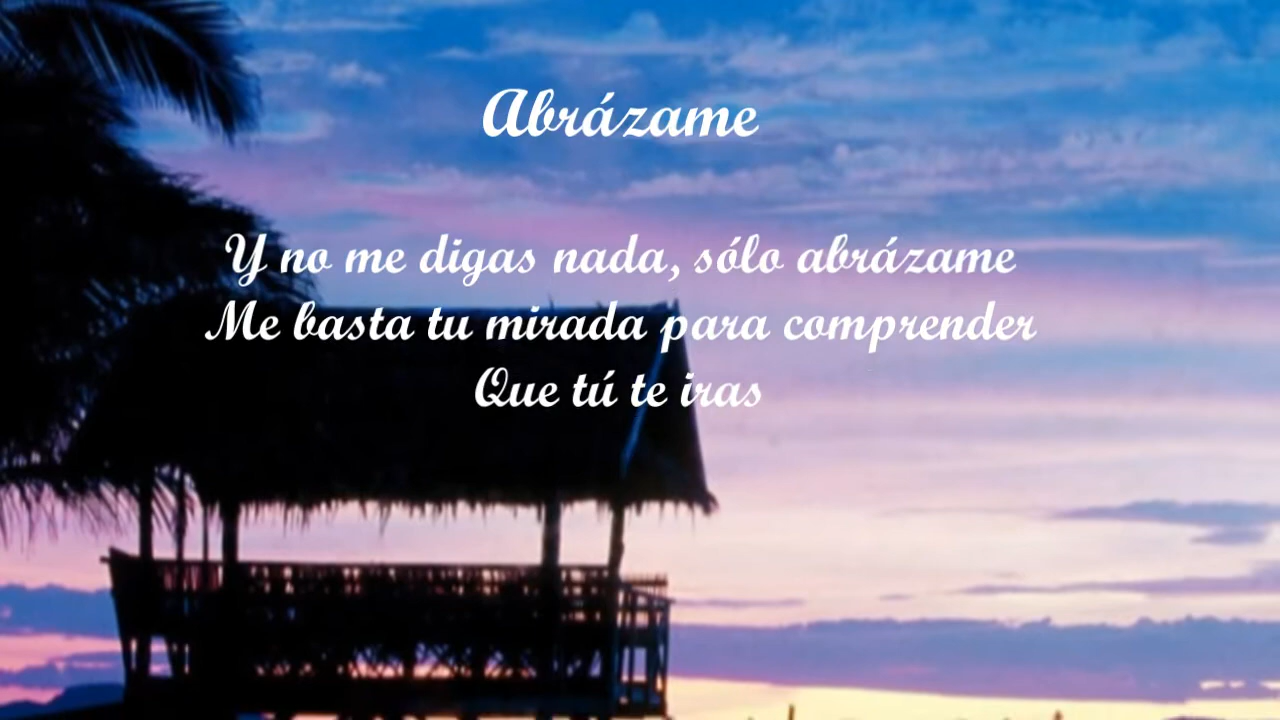 Abrázame
Y no me digas nada, sólo abrázame
Me basta tu mirada para comprender
Que tú te iras